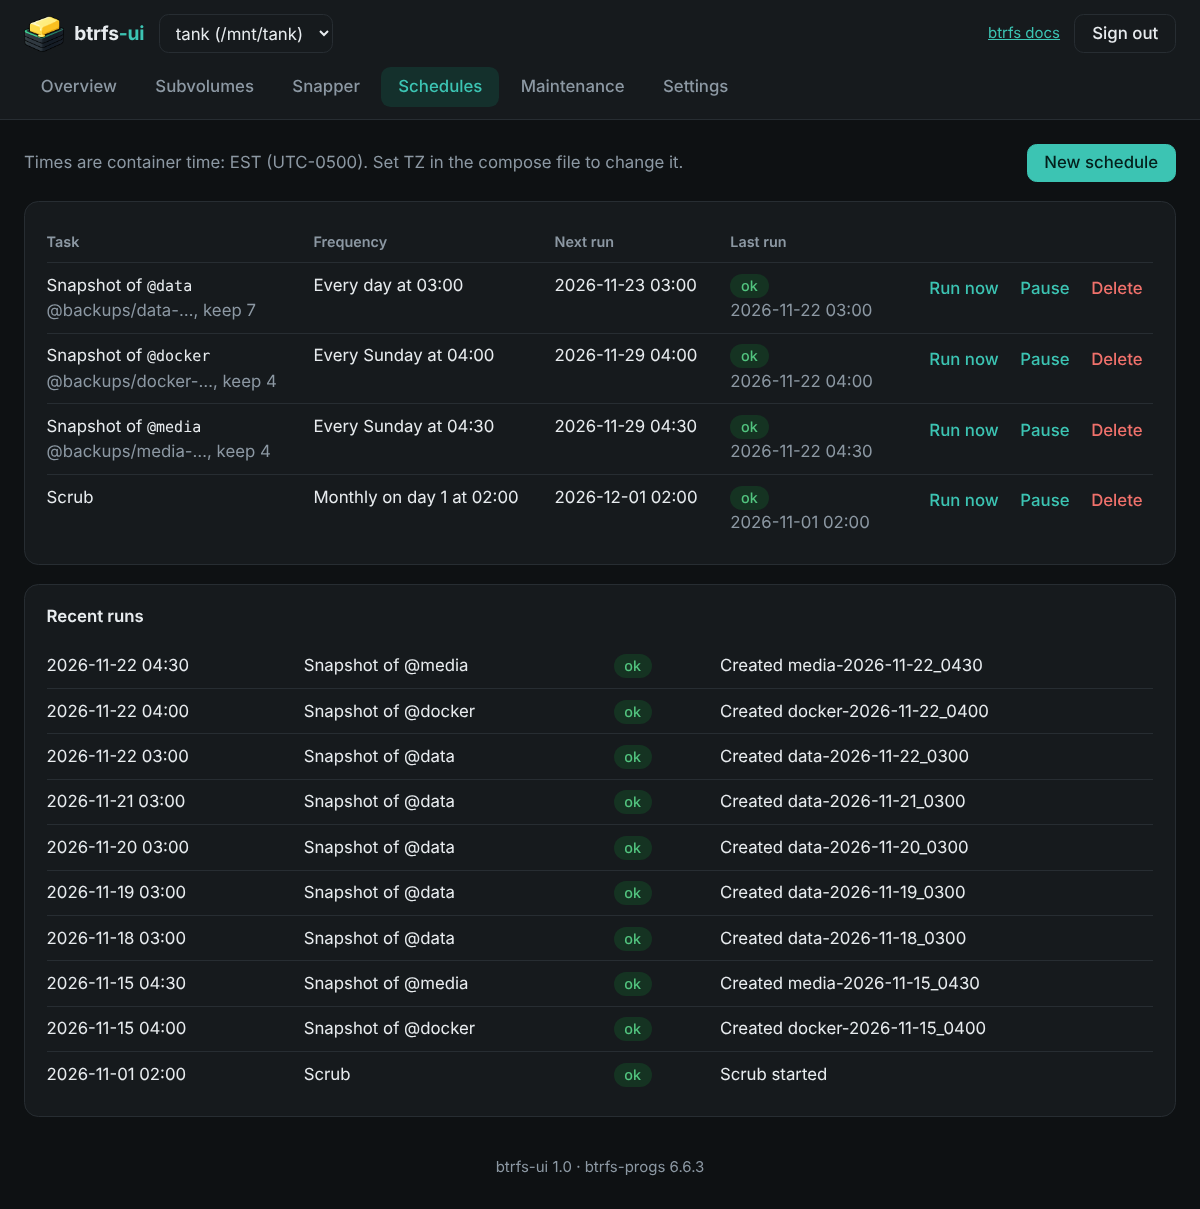 btrfs-ui tank (/mnt/tank) btrfs docs Sign out
Overview Subvolumes Snapper Schedules Maintenance Settings
Times are container time: EST (UTC-0500). Set TZ in the compose file to change it. New schedule
Task Frequency Next run Last run
Snapshot of @data Every day at 03:00 2026-11-23 03:00 ok Run now Pause Delete
@backups/data-..., keep 7 2026-11-22 03:00
Snapshot of @docker Every Sunday at 04:00 2026-11-29 04:00 ok Run now Pause Delete
@backups/docker-..., keep 4 2026-11-22 04:00
Snapshot of @media Every Sunday at 04:30 2026-11-29 04:30 ok Run now Pause Delete
@backups/media-..., keep 4 2026-11-22 04:30
Scrub Monthly on day 1 at 02:00 2026-12-01 02:00 ok Run now Pause Delete
2026-11-01 02:00
Recent runs
2026-11-22 04:30 Snapshot of @media ok Created media-2026-11-22_0430
2026-11-22 04:00 Snapshot of @docker ok Created docker-2026-11-22_0400
2026-11-22 03:00 Snapshot of @data ok Created data-2026-11-22_0300
2026-11-21 03:00 Snapshot of @data ok Created data-2026-11-21_0300
2026-11-20 03:00 Snapshot of @data ok Created data-2026-11-20_0300
2026-11-19 03:00 Snapshot of @data ok Created data-2026-11-19_0300
2026-11-18 03:00 Snapshot of @data ok Created data-2026-11-18_0300
2026-11-15 04:30 Snapshot of @media ok Created media-2026-11-15_0430
2026-11-15 04:00 Snapshot of @docker ok Created docker-2026-11-15_0400
2026-11-01 02:00 Scrub ok Scrub started
btrfs-ui 1.0 · btrfs-progs 6.6.3